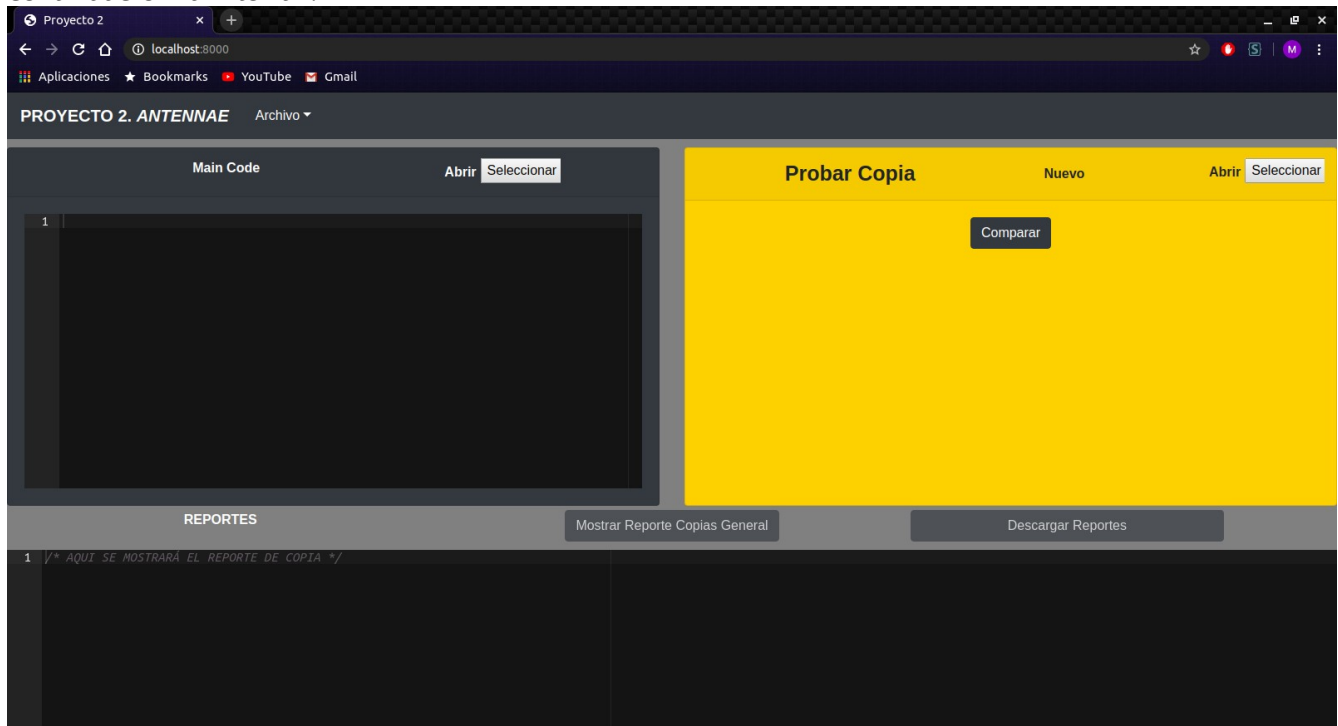 Proyecto 2
localhost:8000
Aplicaciones Bookmarks YouTube Gmail
M
PROYECTO 2. ANTENNAE Archivo
Main Code Abrir Seleccionar
1
Probar Copia Nuevo Abrir Seleccionar
Comparar
REPORTES Mostrar Reporte Copias General Descargar Reportes
1 /* AQUI SE MOSTRARÁ EL REPORTE DE COPIA */